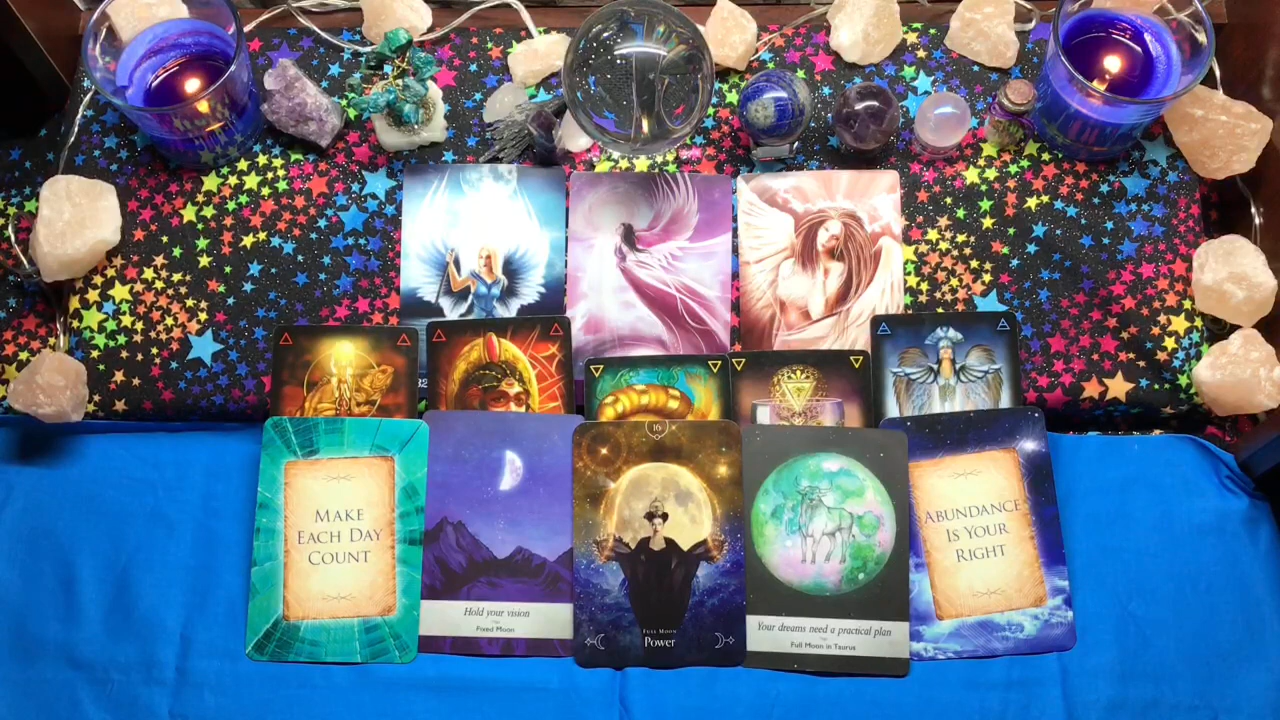 32
MAKE
EACH DAY
COUNT
Hold your vision
Fixed Moon
16
FULL MOON
Power
Your dreams need a practical plan
Full Moon in Taurus
ABUNDANCE
IS YOUR
RIGHT